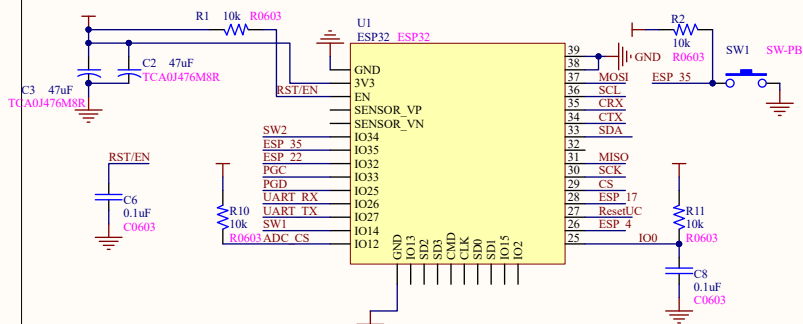 R1 10k R0603
C3 47uF
TCA0J476M8R
C2 47uF
TCA0J476M8R
RST/EN
C6
0.1uF
C0603
R10
10k
R0603
U1
ESP32 ESP32
RST/EN
SW2
ESP_35
ESP_22
PGC
PGD
UART_RX
UART_TX
SW1
ADC_CS
GND
3V3
EN
SENSOR_VP
SENSOR_VN
IO34
IO35
IO32
IO33
IO25
IO26
IO27
IO14
IO12
GND
IO13
SD2
SD3
CMD
CLK
SD0
SD1
IO15
IO2
39
38
37 MOSI
36 SCL
35 CRX
34 CTX
33 SDA
32
31 MISO
30 SCK
29 CS
28 ESP_17
27 ResetUC
26 ESP_4
25 IO0
GND
R2
10k
R0603
ESP_35
SW1 SW-PB
R11
10k
R0603
C8
0.1uF
C0603